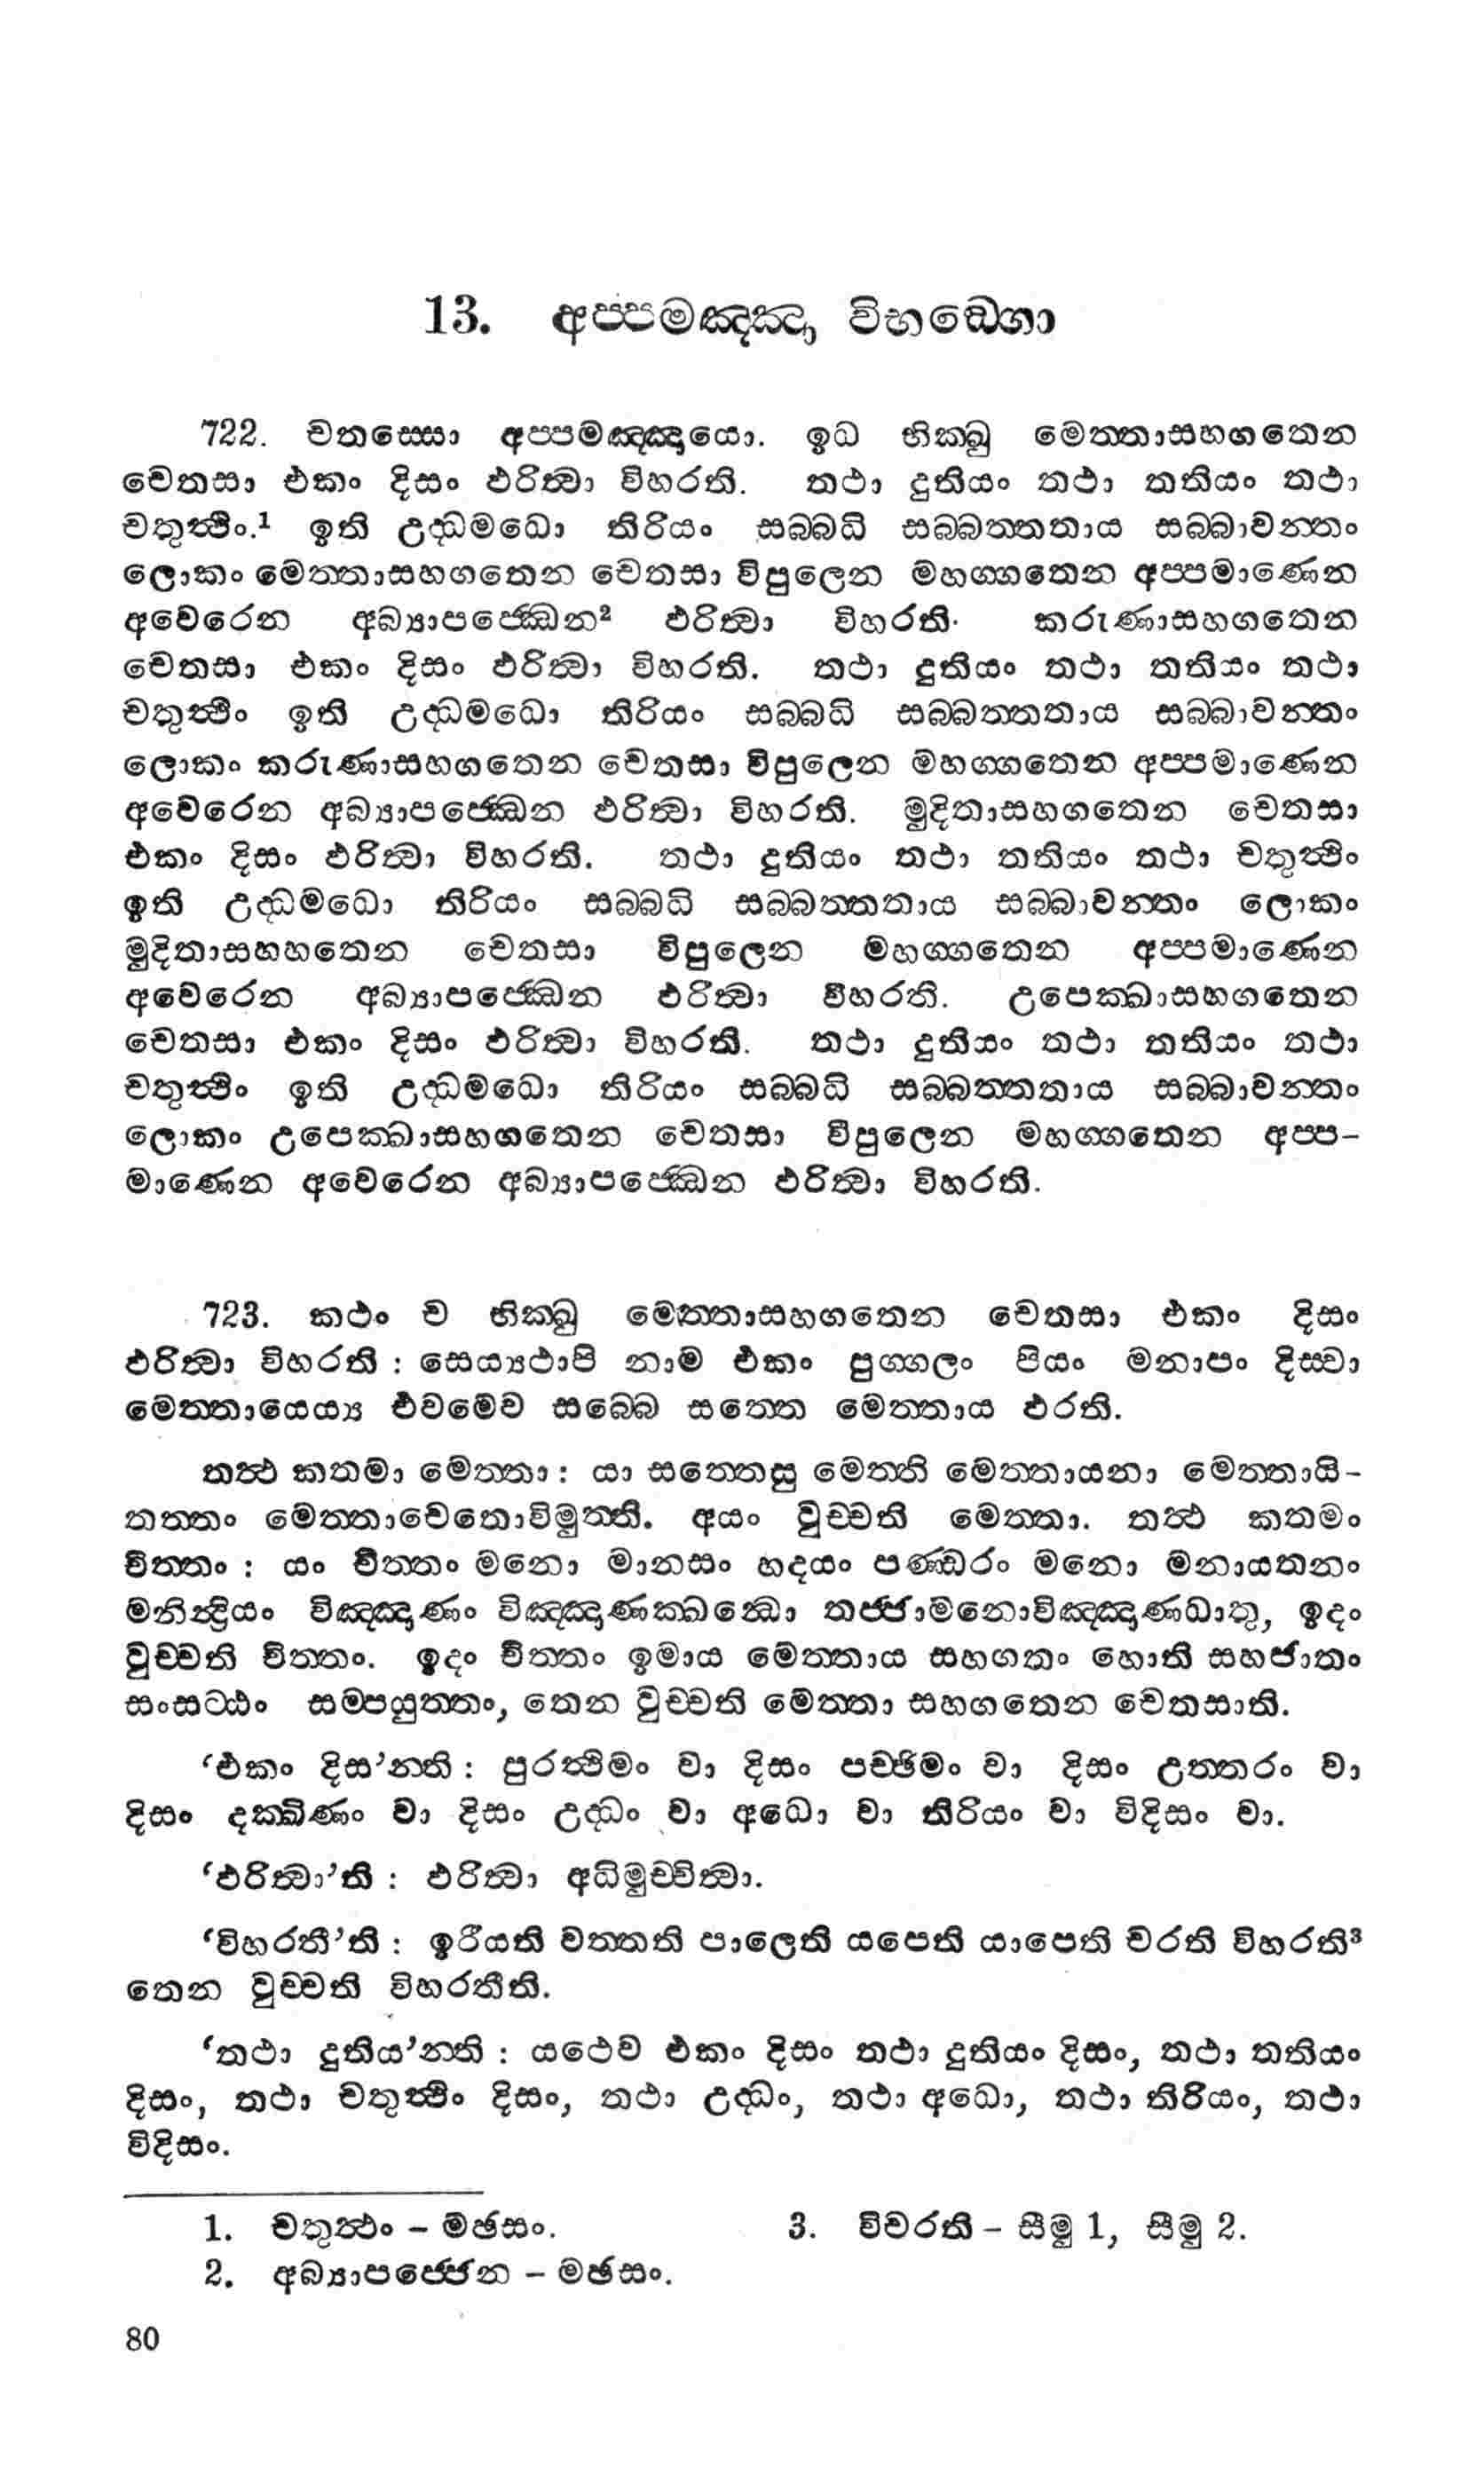 13. අප්පමඤ්ඤා විභඞ්ගො
722. චතස්සො අප්පමඤ්ඤායො. ඉධ භික්ඛු මෙත්තාසහගතෙන
චෙතසා එකං දිසං ඵරිත්වා විහරති. තථා දුතියං තථා තතියං තථා
චතුත්ථිං.¹ ඉති උද්ධමධො තිරියං සබ්බධි සබ්බත්තතාය සබ්බාවන්තං
ලොකං මෙත්තාසහගතෙන චෙතසා විපුලෙන මහග්ගතෙන අප්පමාණෙන
අවෙරෙන අබ්‍යාපජ්ඣෙන² ඵරිත්වා විහරති. කරුණාසහගතෙන
චෙතසා එකං දිසං ඵරිත්වා විහරති. තථා දුතියං තථා තතියං තථා
චතුත්ථිං ඉති උද්ධමධො තිරියං සබ්බධි සබ්බත්තතාය සබ්බාවන්තං
ලොකං කරුණාසහගතෙන චෙතසා විපුලෙන මහග්ගතෙන අප්පමාණෙන
අවෙරෙන අබ්‍යාපජ්ඣෙන ඵරිත්වා විහරති. මුදිතාසහගතෙන චෙතසා
එකං දිසං ඵරිත්වා විහරති. තථා දුතියං තථා තතියං තථා චතුත්ථිං
ඉති උද්ධමධො තිරියං සබ්බධි සබ්බත්තතාය සබ්බාවන්තං ලොකං
මුදිතාසහහතෙන චෙතසා විපුලෙන මහග්ගතෙන අප්පමාණෙන
අවෙරෙන අබ්‍යාපජ්ඣෙන ඵරිත්වා විහරති. උපෙක්ඛාසහගතෙන
චෙතසා එකං දිසං ඵරිත්වා විහරති. තථා දුතියං තථා තතියං තථා
චතුත්ථිං ඉති උද්ධමධො තිරියං සබ්බධි සබ්බත්තතාය සබ්බාවන්තං
ලොකං උපෙක්ඛාසහගතෙන චෙතසා විපුලෙන මහග්ගතෙන අප්ප-
මාණෙන අවෙරෙන අබ්‍යාපජ්ඣෙන ඵරිත්වා විහරති.
723. කථං ච භික්ඛු මෙත්තාසහගතෙන චෙතසා එකං දිසං
ඵරිත්වා විහරති : සෙය්‍යථාපි නාම එකං පුග්ගලං පියං මනාපං දිස්වා
මෙත්තායෙය්‍ය එවමෙව සබ්බෙ සත්තෙ මෙත්තාය ඵරති.
තත්ථ කතමා මෙත්තා : යා සත්තෙසු මෙත්ති මෙත්තායනා මෙත්තායි-
තත්තං මෙත්තාචෙතොවිමුත්ති. අයං වුච්චති මෙත්තා. තත්ථ කතමං
චිත්තං : යං චිත්තං මනො මානසං හදයං පණ්ඩරං මනො මනායතනං
මනින්ද්‍රියං විඤ්ඤාණං විඤ්ඤාණක්ඛන්ධො තජ්ජාමනොවිඤ්ඤාණධාතු, ඉදං
වුච්චති චිත්තං. ඉදං චිත්තං ඉමාය මෙත්තාය සහගතං හොති සහජාතං
සංසට්ඨං සම්පයුත්තං, තෙන වුච්චති මෙත්තා සහගතෙන චෙතසාති.
‘එකං දිස’න්ති : පුරත්ථිමං වා දිසං පච්ඡිමං වා දිසං උත්තරං වා
දිසං දක්ඛිණං වා දිසං උද්ධං වා අධො වා තිරියං වා විදිසං වා.
‘ඵරිත්වා’ති : ඵරිත්වා අධිමුච්චිත්වා.
‘විහරතී’ති : ඉරීයති වත්තති පාලෙති යපෙති යාපෙති චරති විහරති³
තෙන වුච්චති විහරතීති.
‘තථා දුතිය’න්ති : යථෙව එකං දිසං තථා දුතියං දිසං, තථා තතියං
දිසං, තථා චතුත්ථිං දිසං, තථා උද්ධං, තථා අධො, තථා තිරියං, තථා
විදිසං.
1. චතුත්ථං – මඡසං.
2. අබ්‍යාපජ්ජෙන – මඡසං.
3. විචරති – සීමු 1, සීමු 2.
80